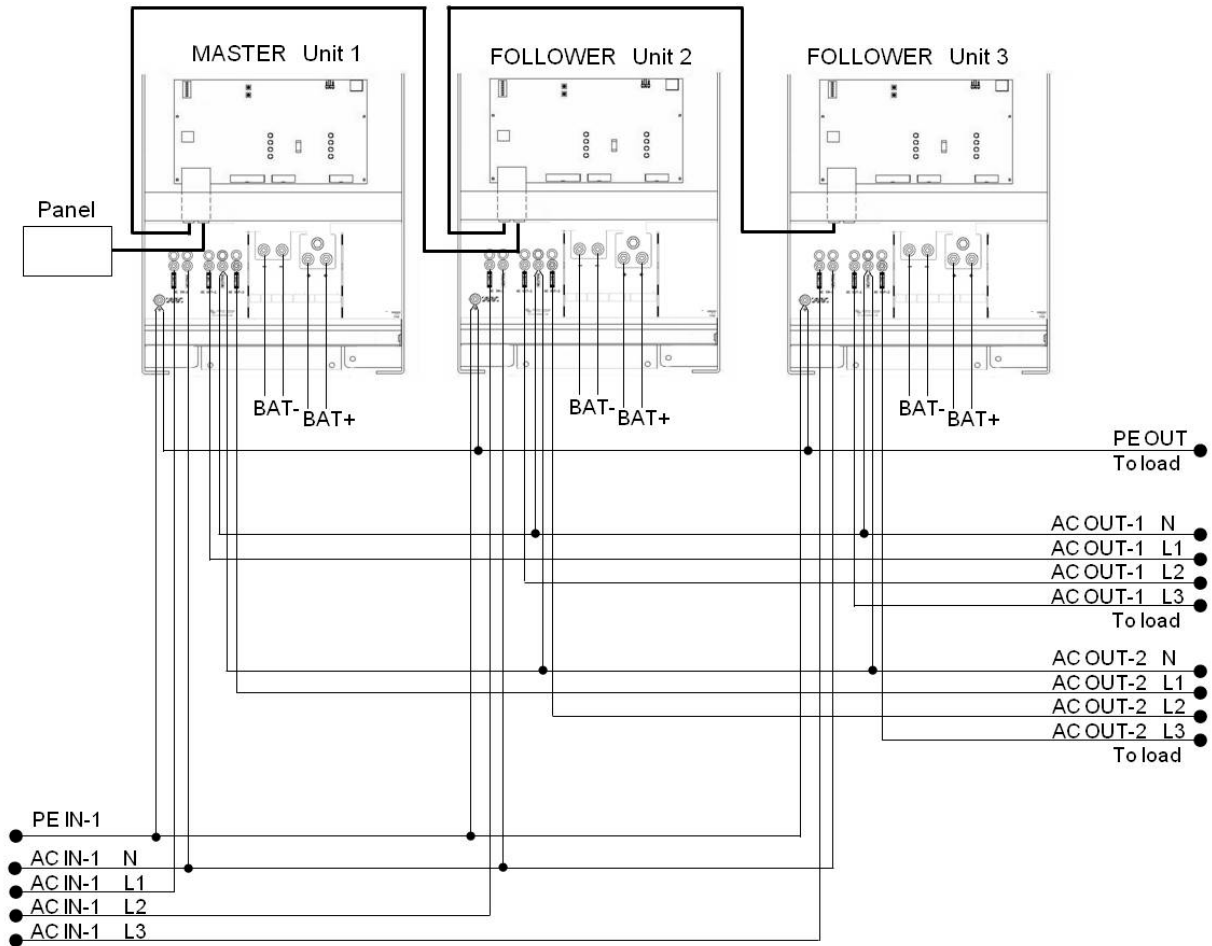 MASTER Unit 1
FOLLOWER Unit 2
FOLLOWER Unit 3
Panel
BAT-
BAT+
BAT-
BAT+
BAT-
BAT+
PE OUT
To load
AC OUT-1 N
AC OUT-1 L1
AC OUT-1 L2
AC OUT-1 L3
To load
AC OUT-2 N
AC OUT-2 L1
AC OUT-2 L2
AC OUT-2 L3
To load
PE IN-1
AC IN-1 N
AC IN-1 L1
AC IN-1 L2
AC IN-1 L3